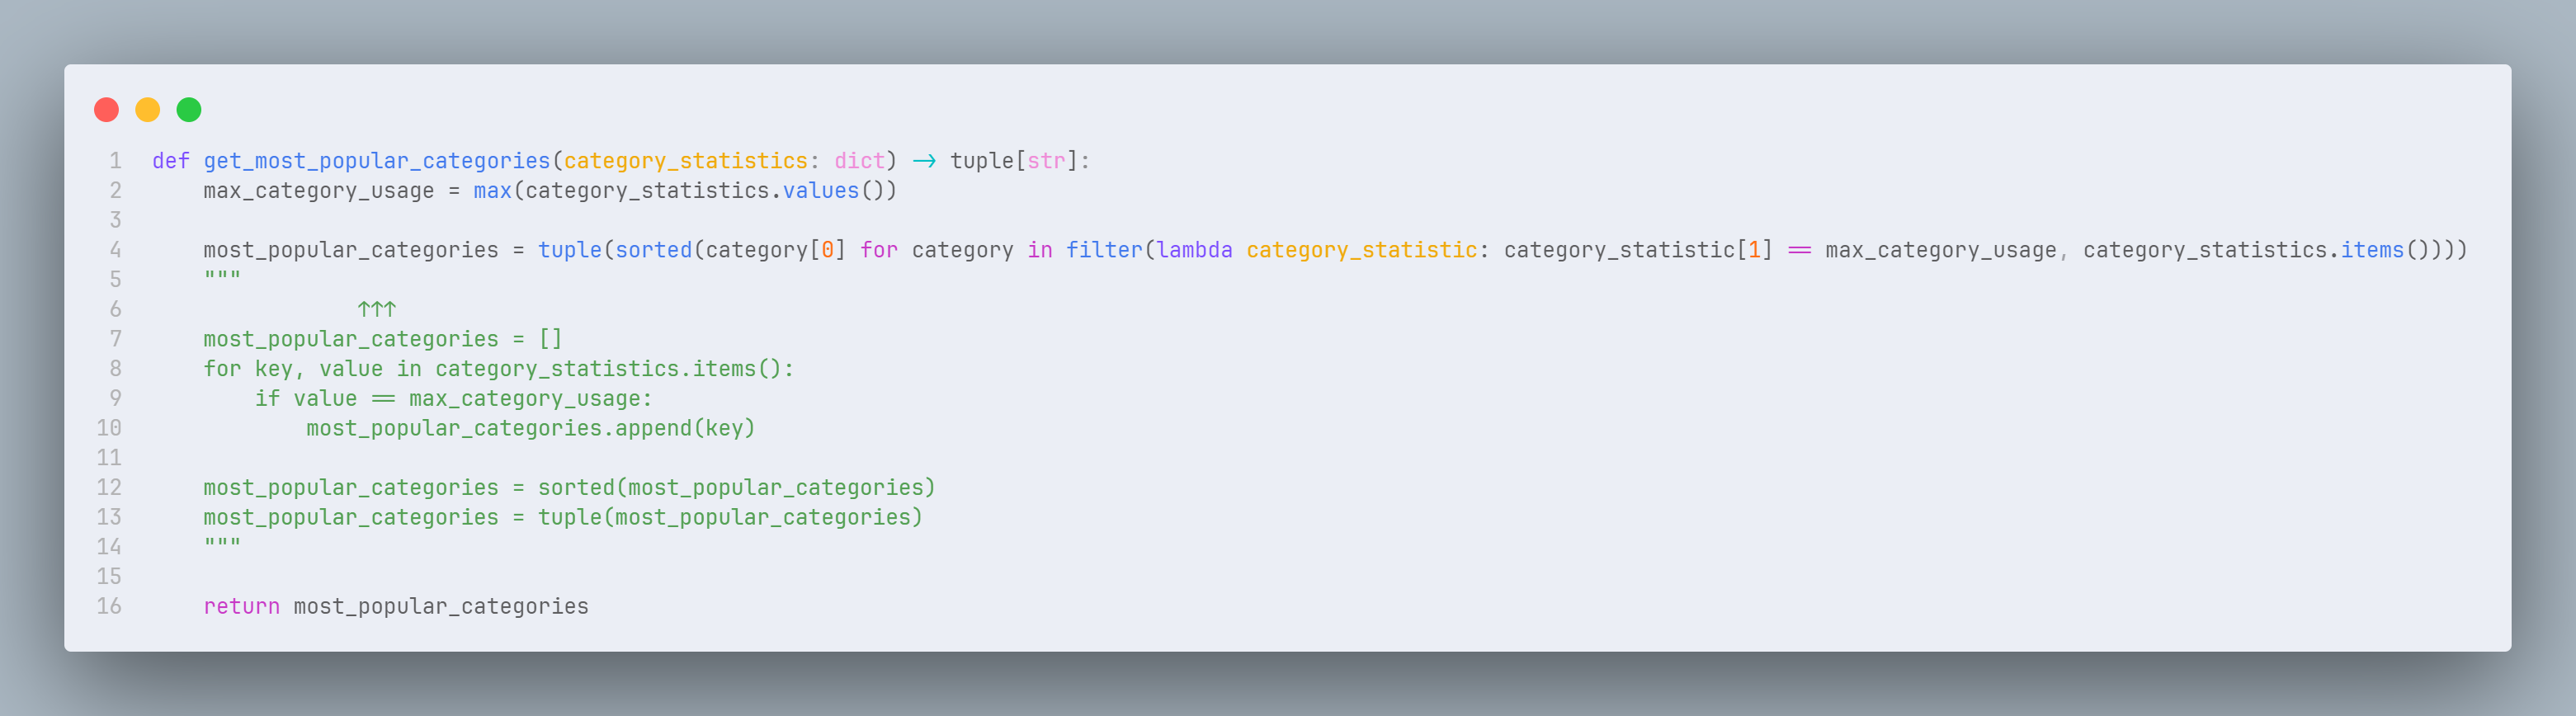 1 def get_most_popular_categories(category_statistics: dict) -> tuple[str]:
2     max_category_usage = max(category_statistics.values())
3
4     most_popular_categories = tuple(sorted(category[0] for category in filter(lambda category_statistic: category_statistic[1] == max_category_usage, category_statistics.items())))
5     """
6                 ↑↑↑
7     most_popular_categories = []
8     for key, value in category_statistics.items():
9         if value == max_category_usage:
10             most_popular_categories.append(key)
11
12     most_popular_categories = sorted(most_popular_categories)
13     most_popular_categories = tuple(most_popular_categories)
14     """
15
16     return most_popular_categories